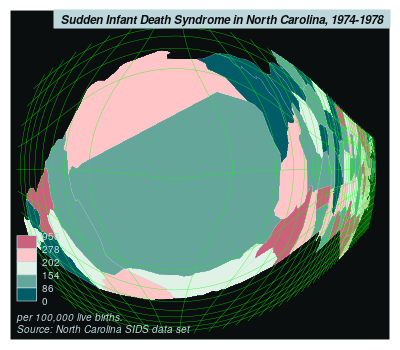 Sudden Infant Death Syndrome in North Carolina, 1974-1978
278
202
154
86
0
per 100,000 live births.
Source: North Carolina SIDS data set